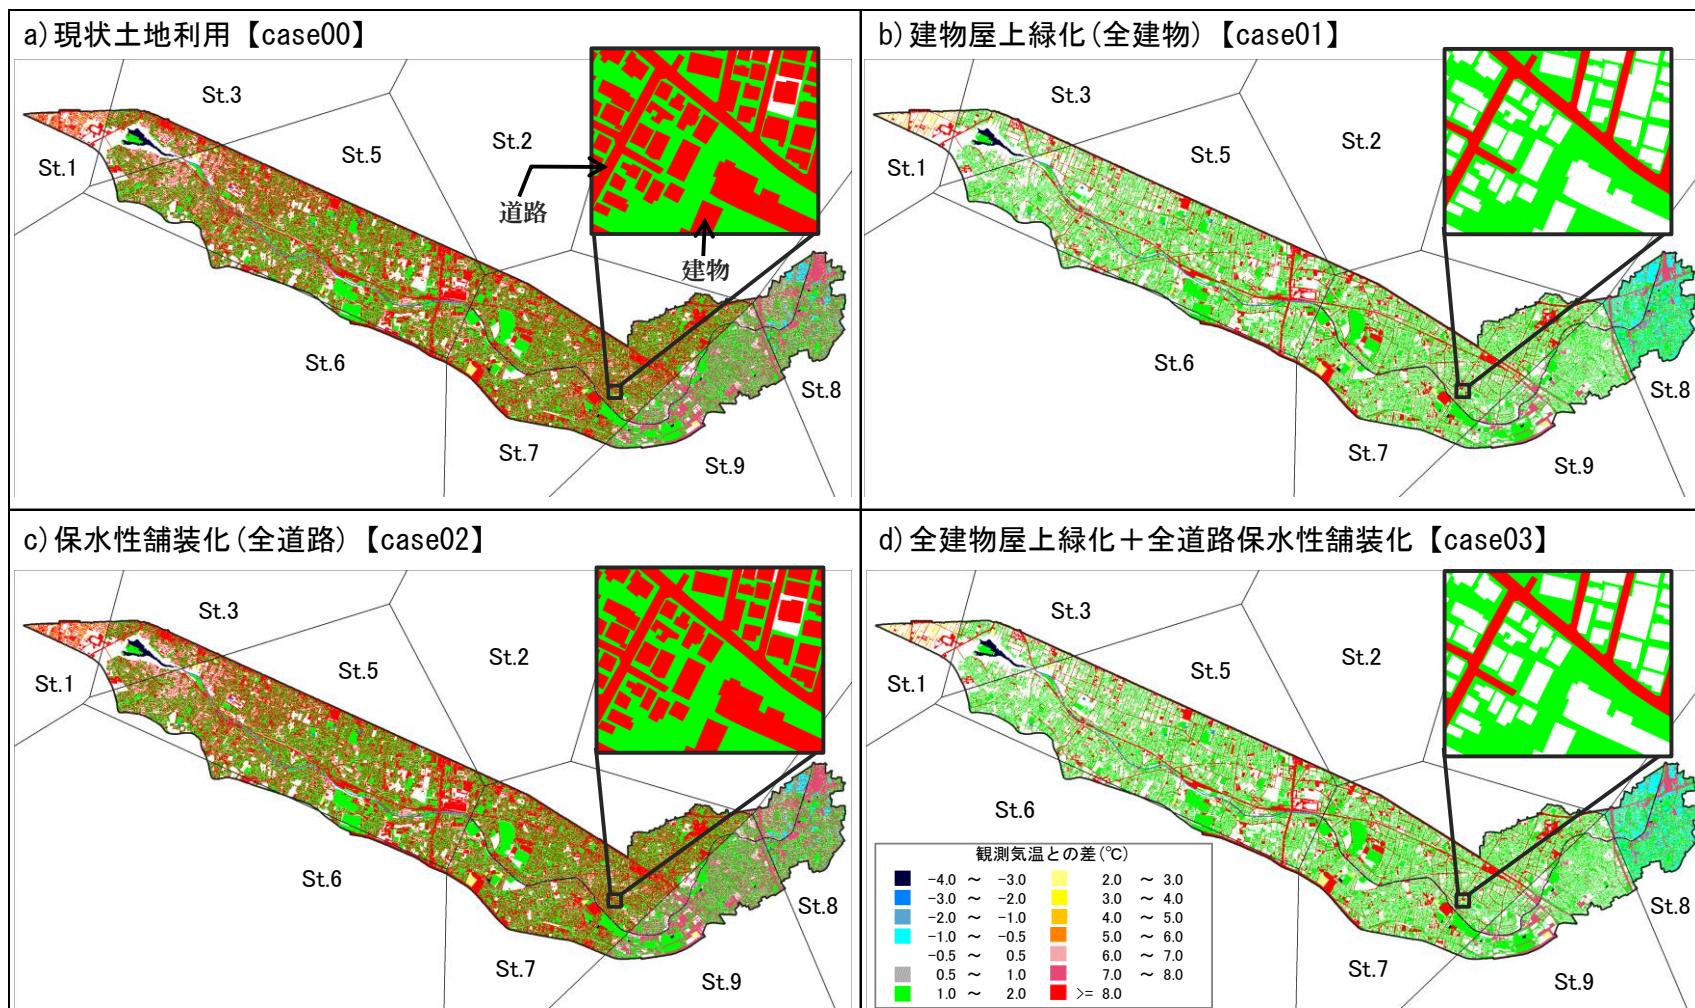 a)現状土地利用【case00】
St.3
St.2
St.5
St.1
道路
建物
St.6
St.8
St.7
St.9
b)建物屋上緑化(全建物)【case01】
St.3
St.2
St.5
St.1
St.6
St.8
St.7
St.9
c)保水性舗装化(全道路)【case02】
St.3
St.2
St.5
St.1
St.6
St.8
St.7
St.9
d)全建物屋上緑化＋全道路保水性舗装化【case03】
St.3
St.2
St.5
St.1
St.6
St.8
St.7
St.9
観測気温との差(℃)
-4.0 ～ -3.0
-3.0 ～ -2.0
-2.0 ～ -1.0
-1.0 ～ -0.5
-0.5 ～ 0.5
0.5 ～ 1.0
1.0 ～ 2.0
2.0 ～ 3.0
3.0 ～ 4.0
4.0 ～ 5.0
5.0 ～ 6.0
6.0 ～ 7.0
7.0 ～ 8.0
>= 8.0